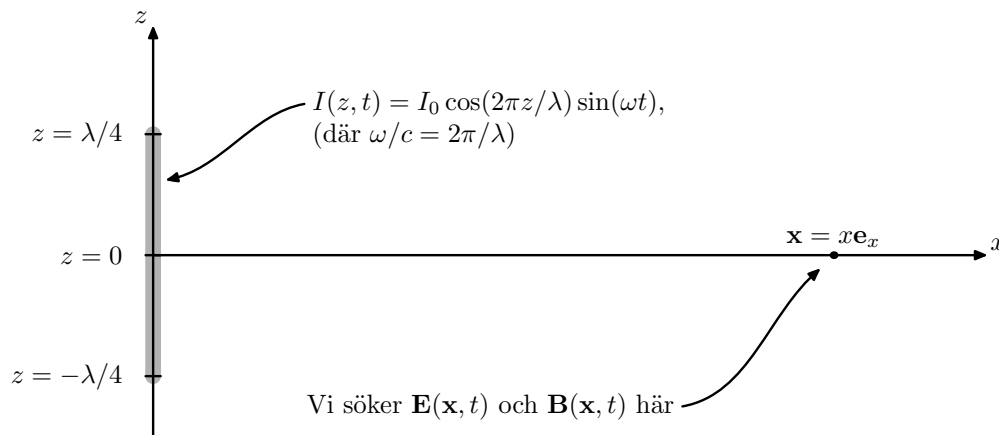 z
I(z, t) = I₀ cos(2πz/λ) sin(ωt),
(där ω/c = 2π/λ)
z = λ/4
z = 0
𝐱 = x𝐞ₓ
x
z = −λ/4
Vi söker 𝐄(𝐱, t) och 𝐁(𝐱, t) här